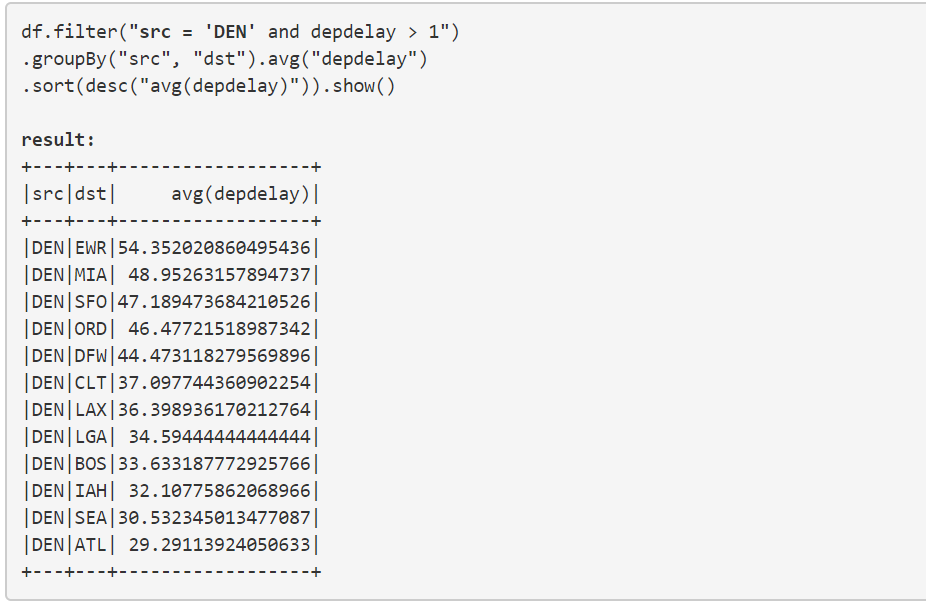 df.filter("src = 'DEN' and depdelay > 1")
.groupBy("src", "dst").avg("depdelay")
.sort(desc("avg(depdelay)")).show()
result:
+---+---+------------------+
|src|dst|     avg(depdelay)|
+---+---+------------------+
|DEN|EWR|54.352020860495436|
|DEN|MIA| 48.95263157894737|
|DEN|SFO|47.189473684210526|
|DEN|ORD| 46.47721518987342|
|DEN|DFW|44.473118279569896|
|DEN|CLT|37.097744360902254|
|DEN|LAX|36.398936170212764|
|DEN|LGA| 34.59444444444444|
|DEN|BOS|33.633187772925766|
|DEN|IAH| 32.10775862068966|
|DEN|SEA|30.532345013477087|
|DEN|ATL| 29.29113924050633|
+---+---+------------------+